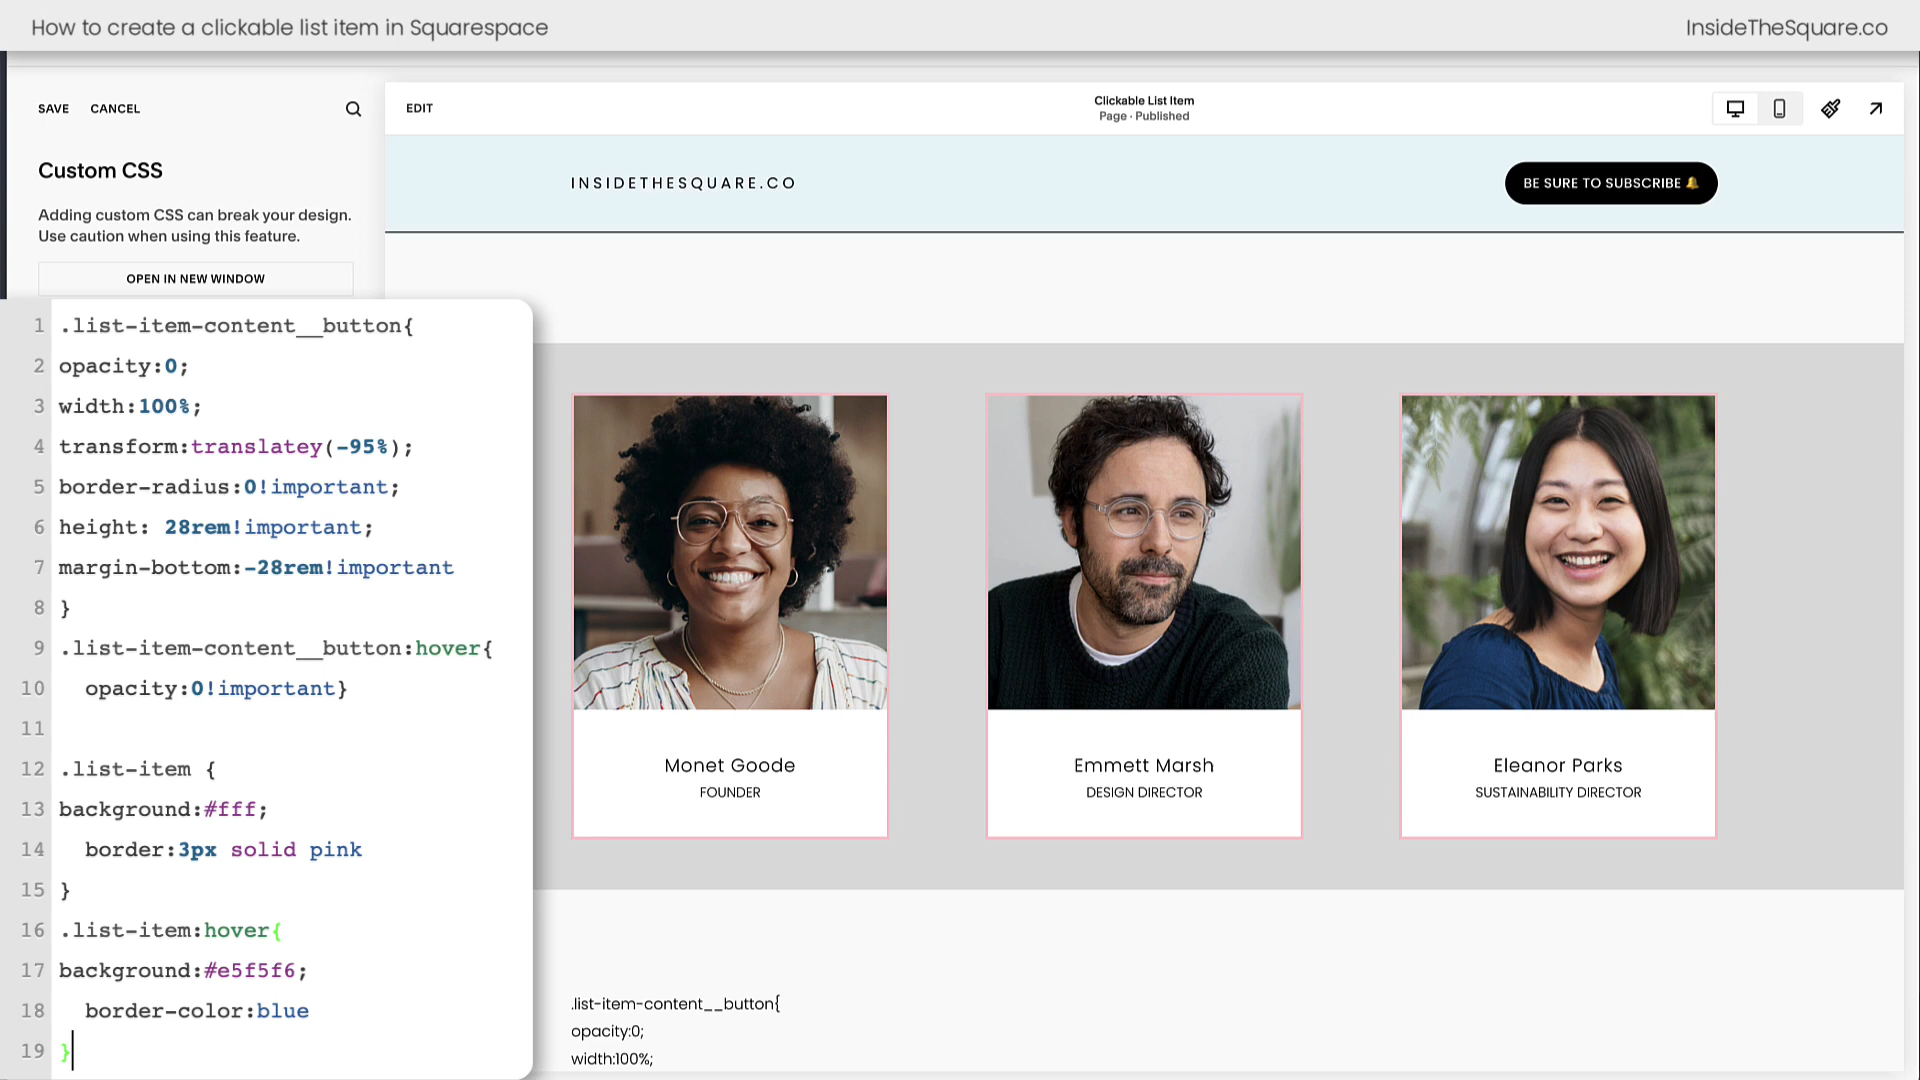 How to create a clickable list item in Squarespace
InsideTheSquare.co
SAVE CANCEL
EDIT
Clickable List Item
Page · Published
Custom CSS
Adding custom CSS can break your design.
Use caution when using this feature.
OPEN IN NEW WINDOW
INSIDETHESQUARE.CO
BE SURE TO SUBSCRIBE 🔔
1 .list-item-content__button{
2 opacity:0;
3 width:100%;
4 transform:translatey(-95%);
5 border-radius:0!important;
6 height: 28rem!important;
7 margin-bottom:-28rem!important
8 }
9 .list-item-content__button:hover{
10 opacity:0!important}
11
12 .list-item {
13 background:#fff;
14 border:3px solid pink
15 }
16 .list-item:hover{
17 background:#e5f5f6;
18 border-color:blue
19 }
Monet Goode
FOUNDER
Emmett Marsh
DESIGN DIRECTOR
Eleanor Parks
SUSTAINABILITY DIRECTOR
.list-item-content__button{
opacity:0;
width:100%;